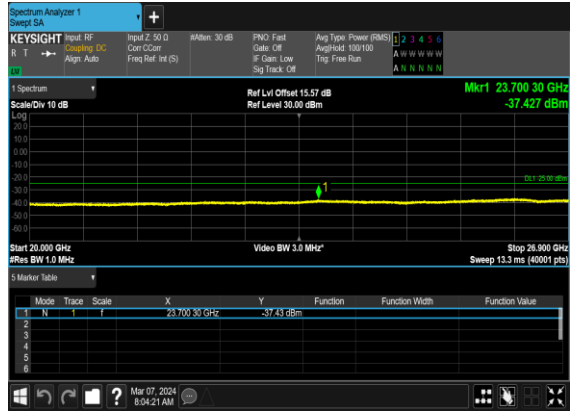 Spectrum Analyzer 1
Swept SA
+
KEYSIGHT Input: RF Input Z: 50 Ω #Atten: 30 dB PNO: Fast Avg Type: Power (RMS) 1 2 3 4 5 6
R T Coupling: DC Corr CCorr Gate: Off Avg|Hold: 100/100 A W W W W W
Align: Auto Freq Ref: Int (S) IF Gain: Low Trig: Free Run
Sig Track: Off A N N N N N
1 Spectrum Ref Lvl Offset 15.57 dB Mkr1 23.700 30 GHz
Scale/Div 10 dB Ref Level 30.00 dBm -37.427 dBm
Log
20.0
10.0
0.00
-10.0
-20.0
DL1 -25.00 dBm
1
-30.0
-40.0
-50.0
-60.0
Start 20.000 GHz Video BW 3.0 MHz* Stop 26.900 GHz
#Res BW 1.0 MHz Sweep 13.3 ms (40001 pts)
5 Marker Table
Mode Trace Scale X Y Function Function Width Function Value
1 N 1 f 23.700 30 GHz -37.43 dBm
2
3
4
5
6
? Mar 07, 2024
8:04:21 AM